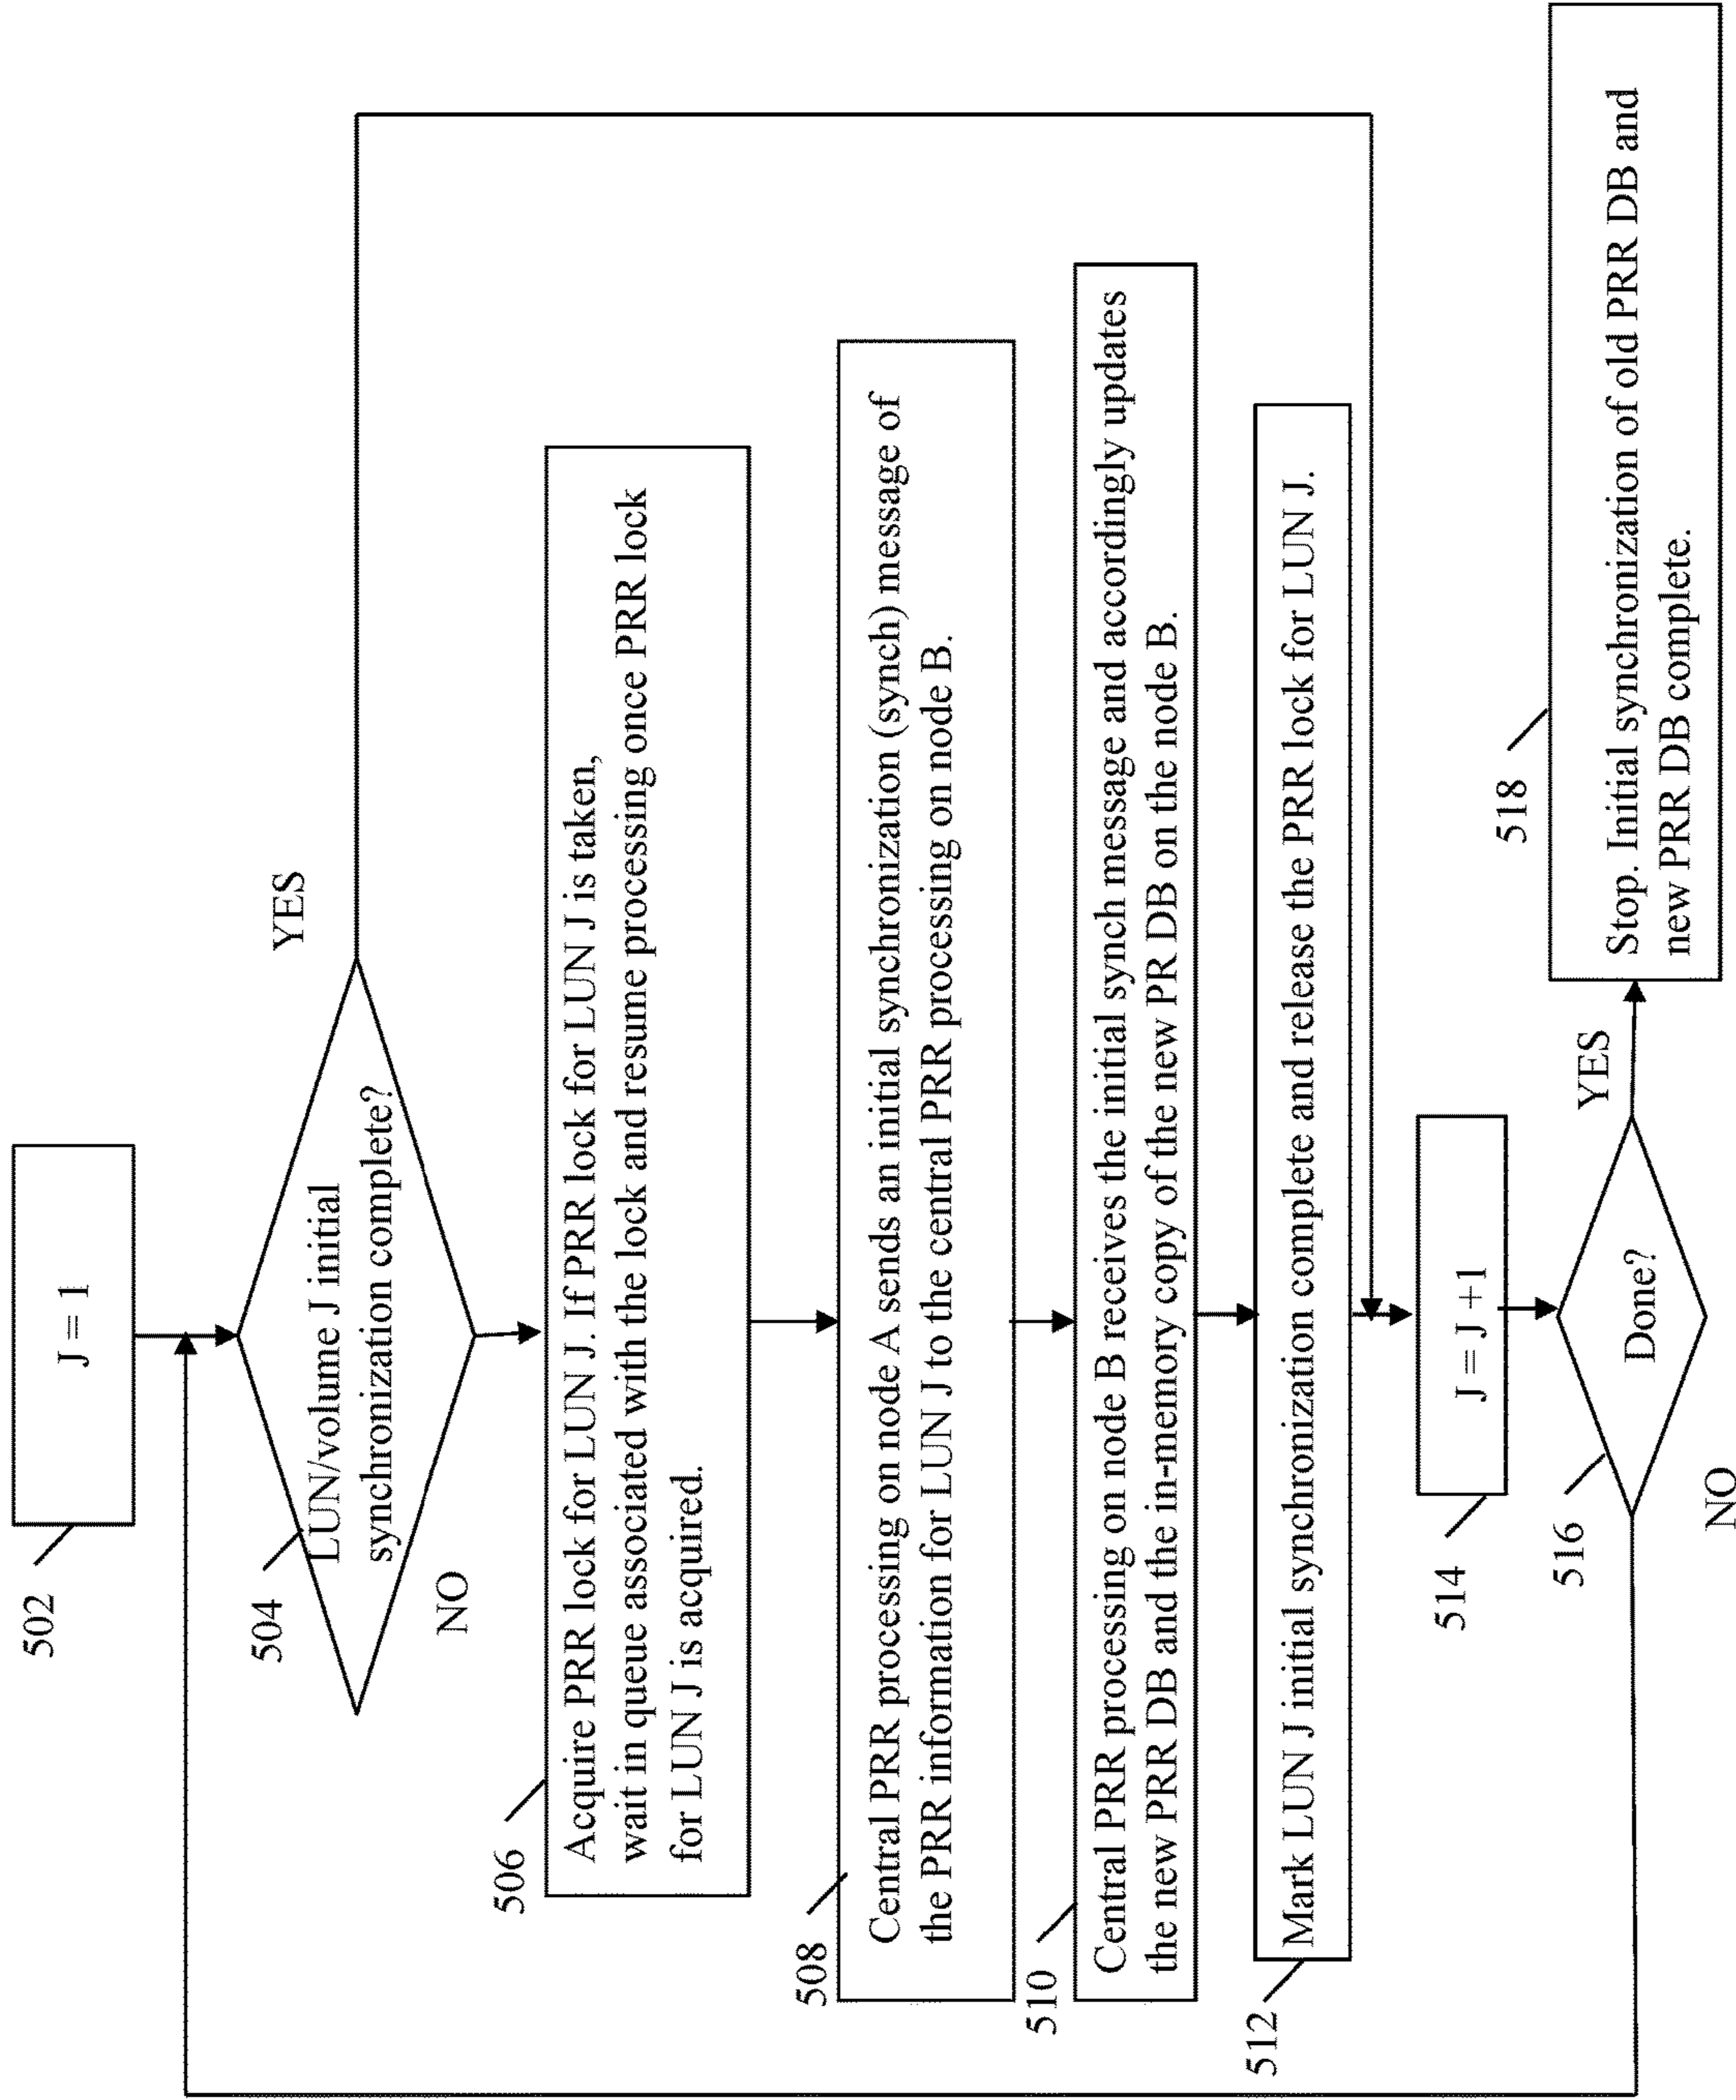 502
J = 1
504
LUN/volume J initial
synchronization complete?
YES
NO
506
Acquire PRR lock for LUN J. If PRR lock for LUN J is taken,
wait in queue associated with the lock and resume processing once PRR lock
for LUN J is acquired.
508
Central PRR processing on node A sends an initial synchronization (synch) message of
the PRR information for LUN J to the central PRR processing on node B.
510
Central PRR processing on node B receives the initial synch message and accordingly updates
the new PRR DB and the in-memory copy of the new PR DB on the node B.
512
Mark LUN J initial synchronization complete and release the PRR lock for LUN J.
514
J = J +1
516
Done?
YES
NO
518
Stop. Initial synchronization of old PRR DB and
new PRR DB complete.